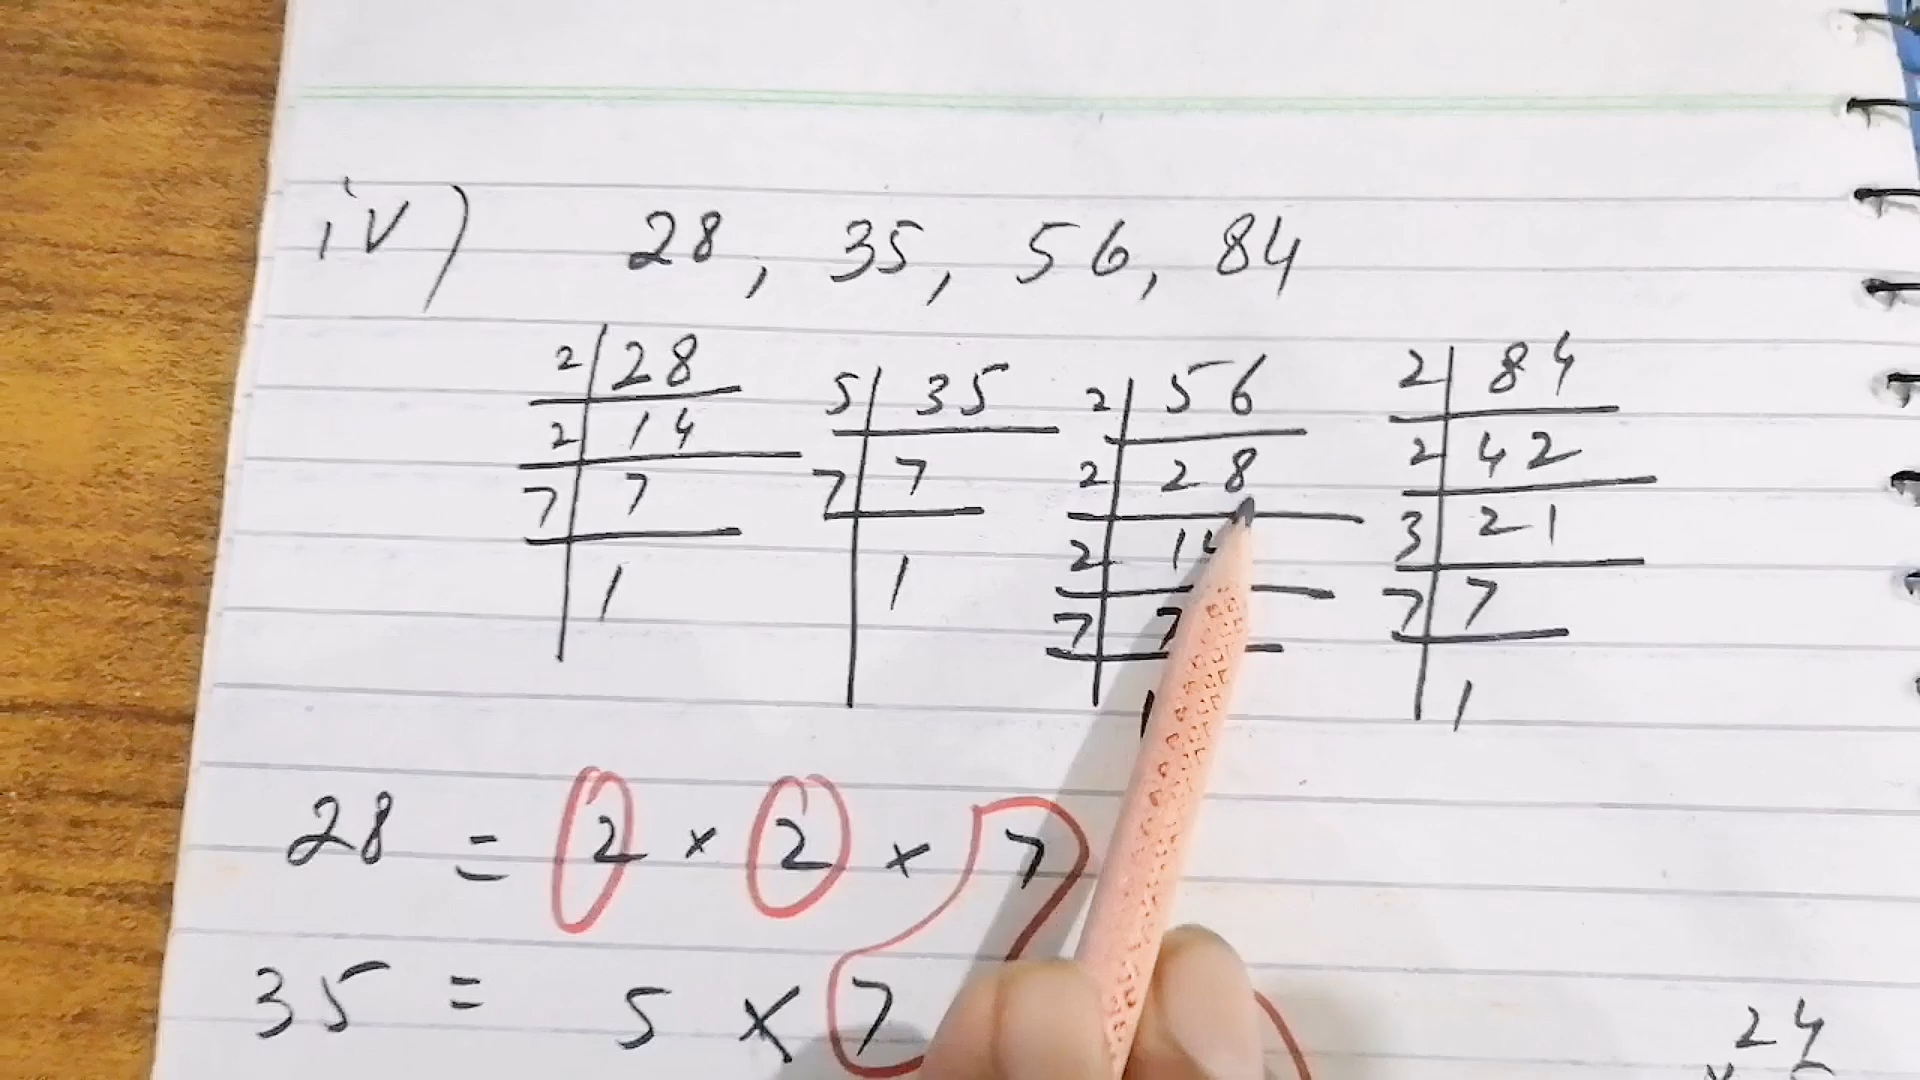 iv) 28, 35, 56, 84
2 28 5 35 2 56 2 84
2 14 7 7 2 28 2 42
7 7 1 2 14 3 21
1 7 7 7 7
1 1
28 = 2 × 2 × 7
35 = 5 × 7
24